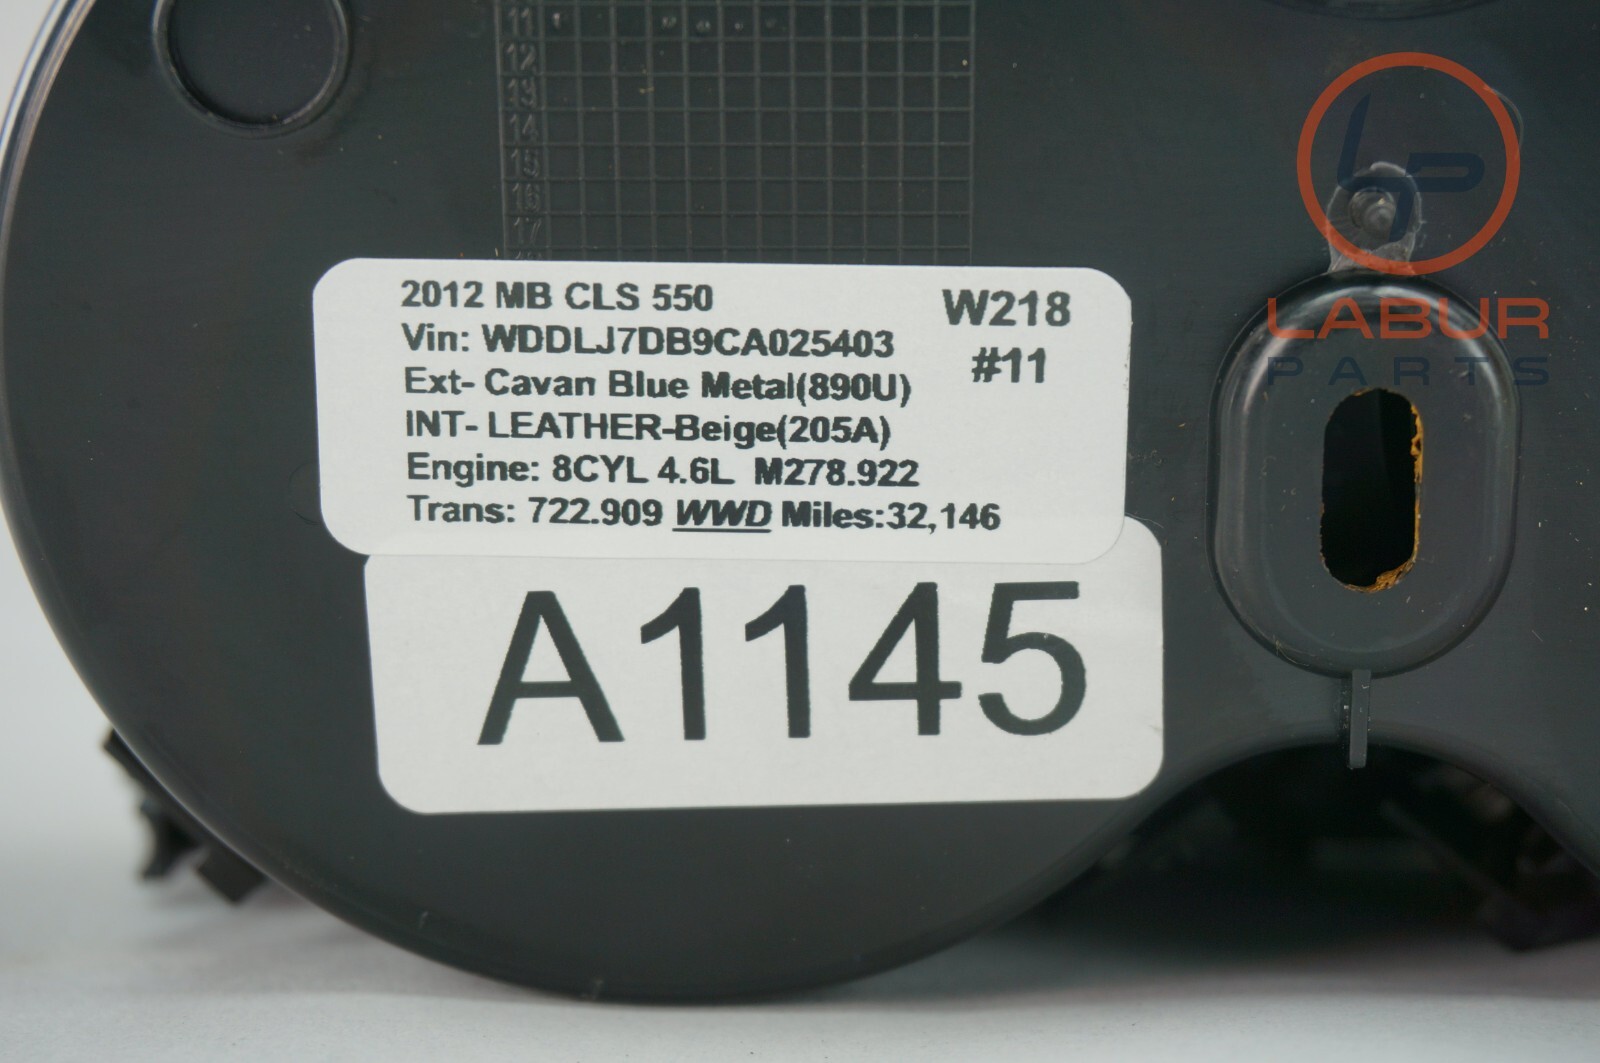 11
12
13
14
15
16
17
2012 MB CLS 550
W218
Vin: WDDLJ7DB9CA025403
#11
Ext- Cavan Blue Metal(890U)
INT- LEATHER-Beige(205A)
Engine: 8CYL 4.6L M278.922
Trans: 722.909 WWD Miles:32,146
A1145
LP
LABUR
PARTS